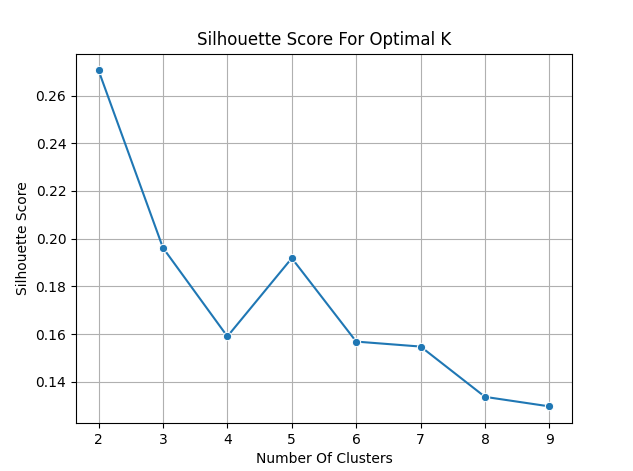 Silhouette Score For Optimal K
0.26
0.24
0.22
0.20
0.18
0.16
0.14
Silhouette Score
2 3 4 5 6 7 8 9
Number Of Clusters